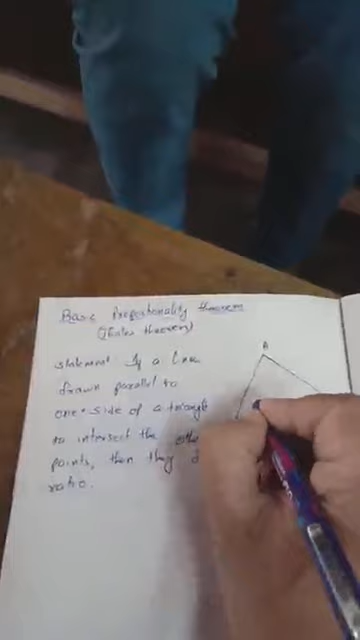 Basic Proportionality theorem
(Thales theorem)
statement If a Line
drawn parallel to
one side of a triangle
to intersect the
points, then they
ratio.
A